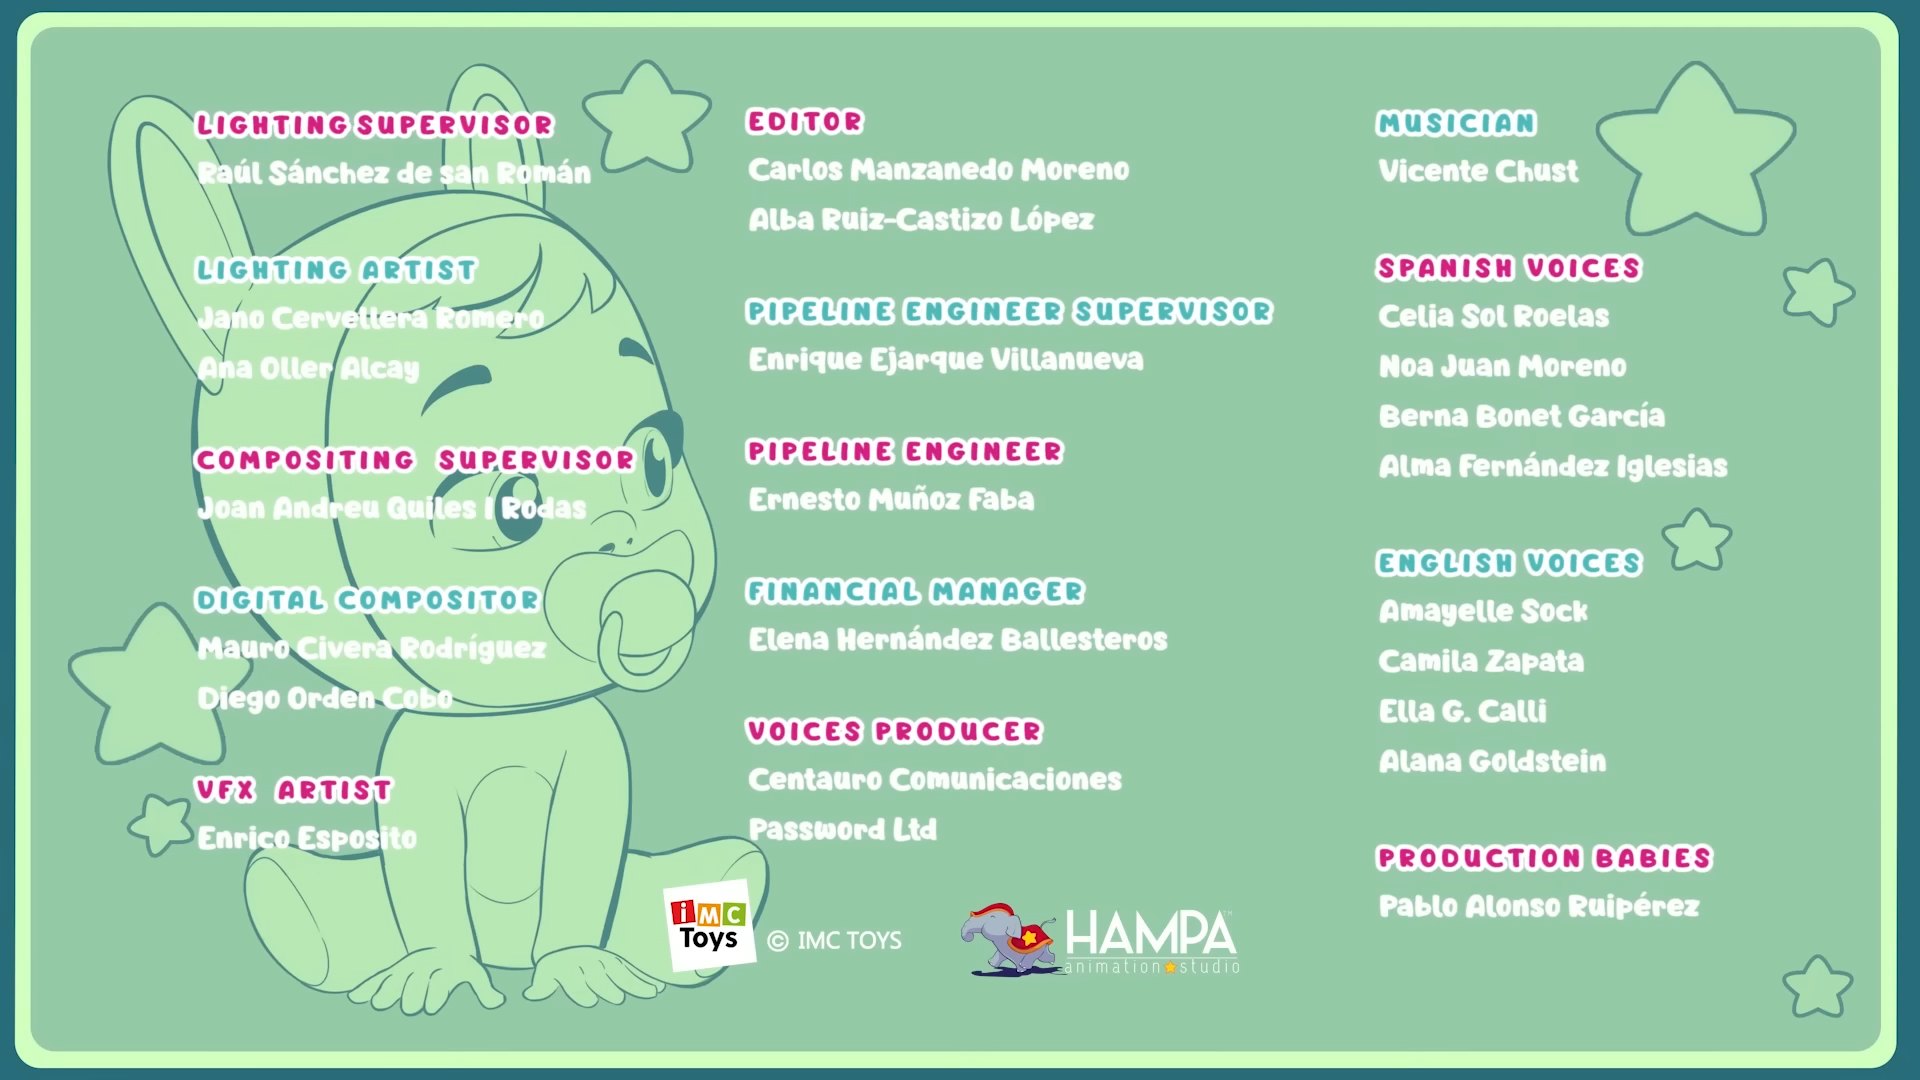 LIGHTING SUPERVISOR
Raúl Sánchez de san Román
LIGHTING ARTIST
Jano Cervellera Romero
Ana Oller Alcay
COMPOSITING SUPERVISOR
Joan Andreu Quiles I Rodas
DIGITAL COMPOSITOR
Mauro Civera Rodríguez
Diego Orden Cobo
VFX ARTIST
Enrico Esposito
EDITOR
Carlos Manzanedo Moreno
Alba Ruiz-Castizo López
PIPELINE ENGINEER SUPERVISOR
Enrique Ejarque Villanueva
PIPELINE ENGINEER
Ernesto Muñoz Faba
FINANCIAL MANAGER
Elena Hernández Ballesteros
VOICES PRODUCER
Centauro Comunicaciones
Password Ltd
MUSICIAN
Vicente Chust
SPANISH VOICES
Celia Sol Roelas
Noa Juan Moreno
Berna Bonet García
Alma Fernández Iglesias
ENGLISH VOICES
Amayelle Sock
Camila Zapata
Ella G. Calli
Alana Goldstein
PRODUCTION BABIES
Pablo Alonso Ruipérez
iMC
Toys
© IMC TOYS
HAMPA™
animation studio